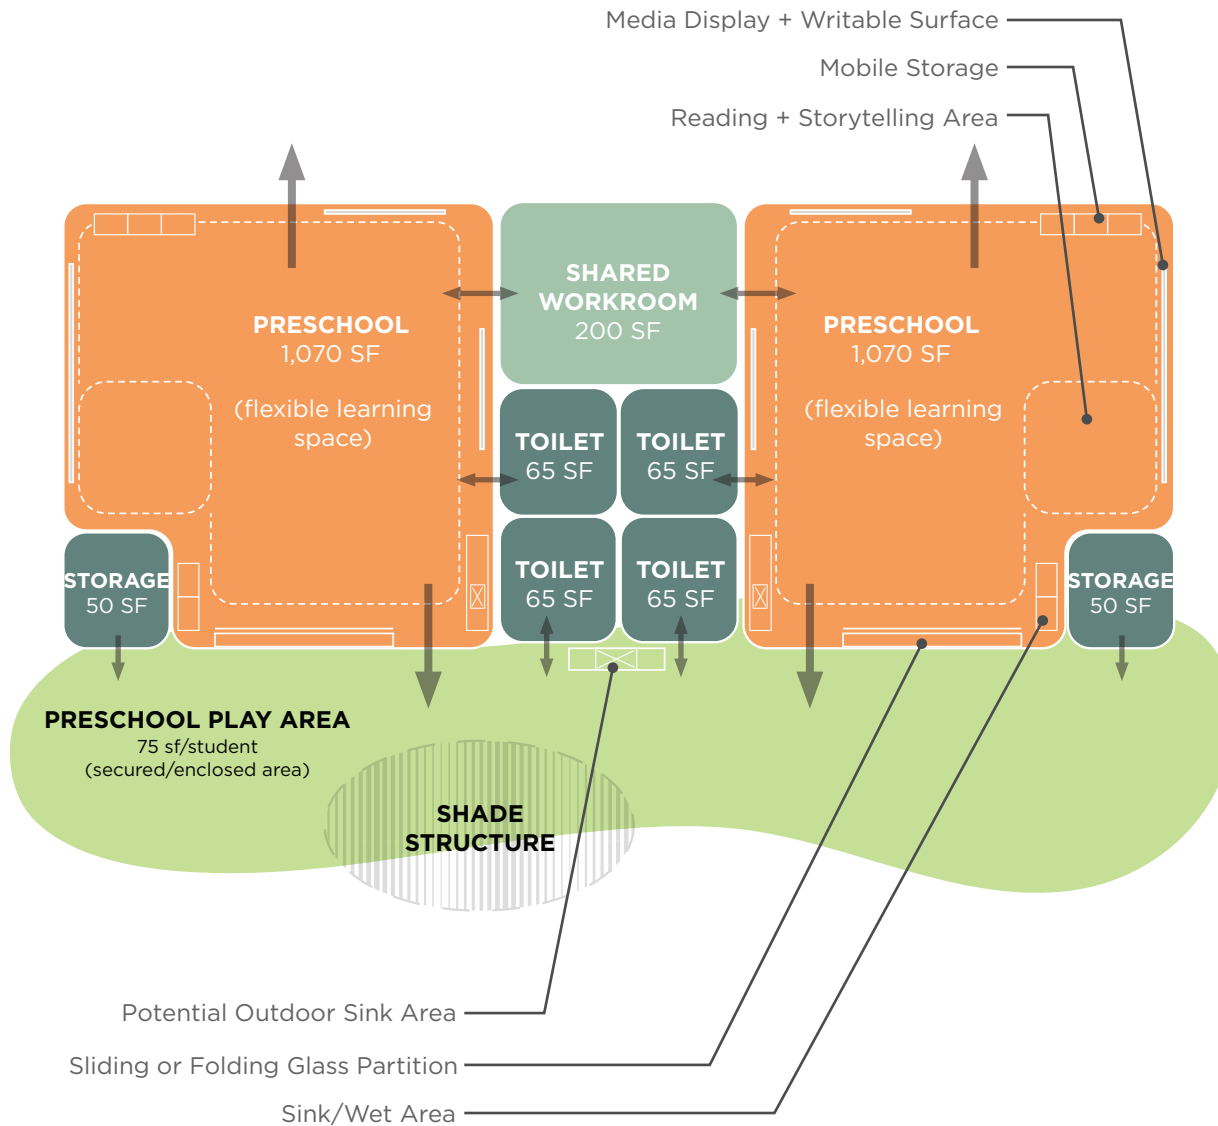 Media Display + Writable Surface
Mobile Storage
Reading + Storytelling Area
SHARED
WORKROOM
200 SF
PRESCHOOL
1,070 SF
(flexible learning
space)
PRESCHOOL
1,070 SF
(flexible learning
space)
TOILET
65 SF
TOILET
65 SF
TOILET
65 SF
TOILET
65 SF
STORAGE
50 SF
STORAGE
50 SF
PRESCHOOL PLAY AREA
75 sf/student
(secured/enclosed area)
SHADE
STRUCTURE
Potential Outdoor Sink Area
Sliding or Folding Glass Partition
Sink/Wet Area